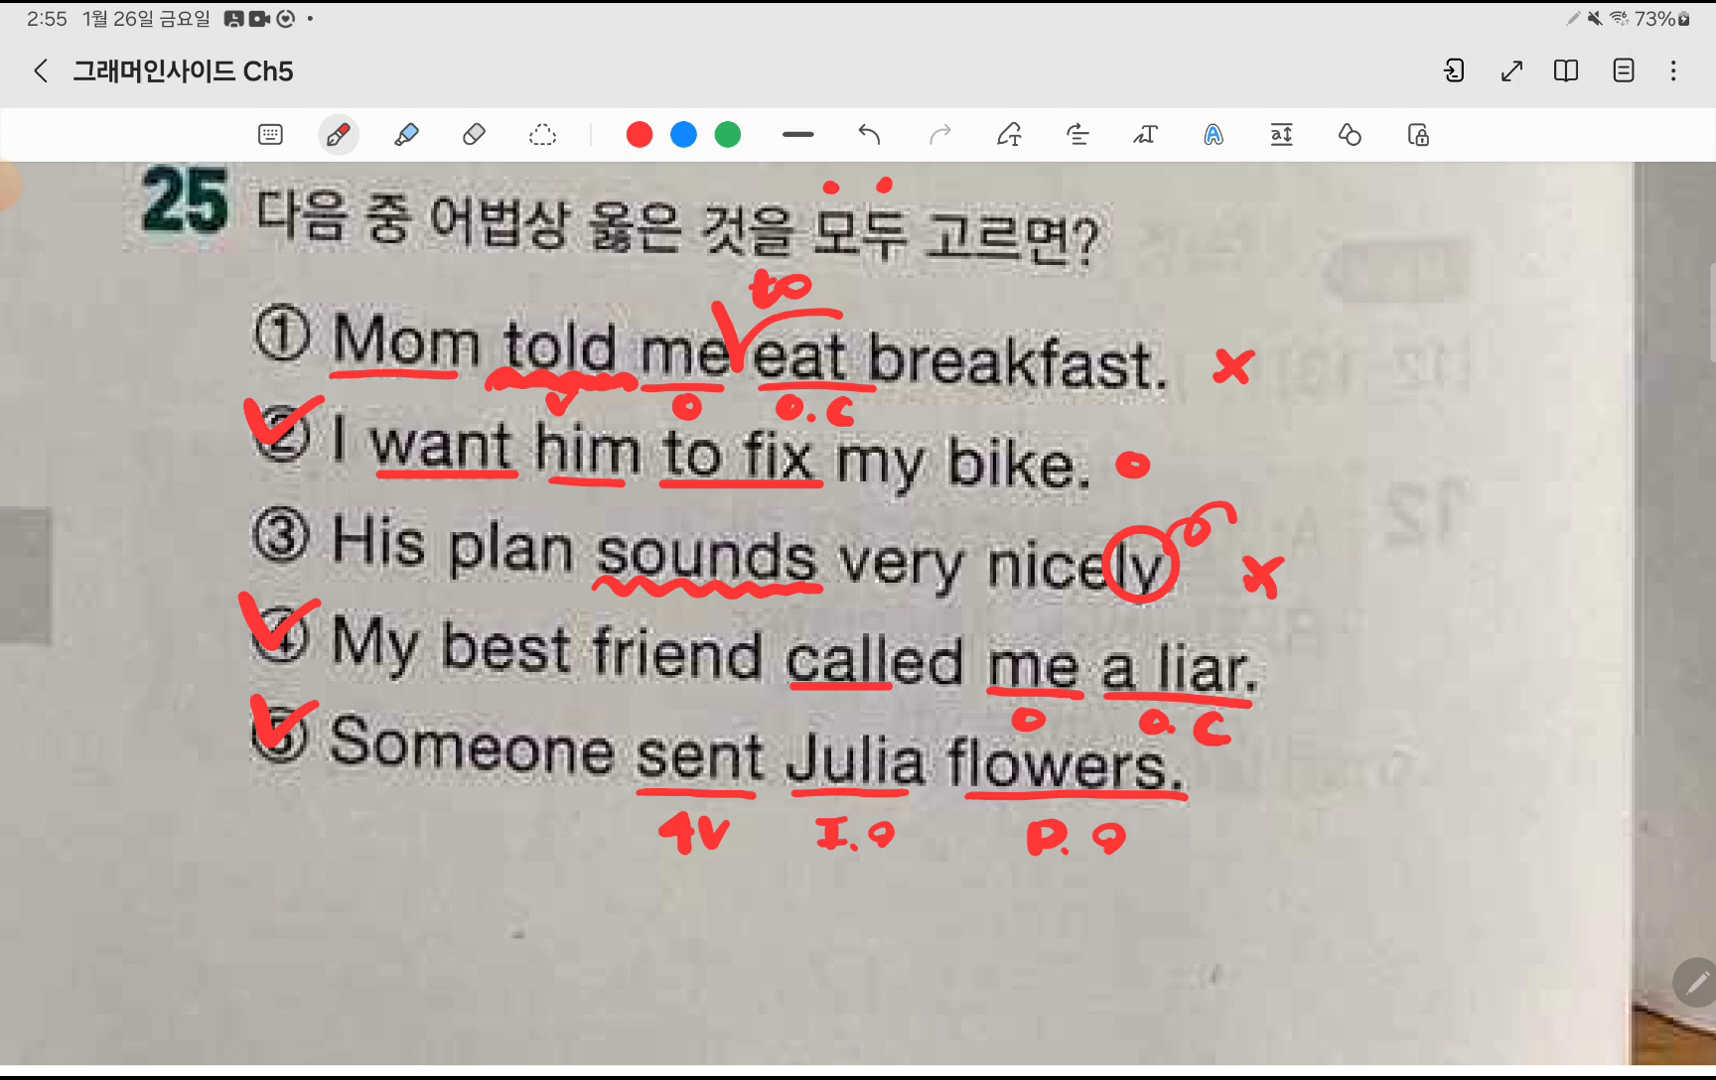 2:55 1월 26일 금요일 73%
그래머인사이드 Ch5
25 다음 중 어법상 옳은 것을 모두 고르면?
to
① Mom told me eat breakfast. x
v o o.c
② I want him to fix my bike. o
③ His plan sounds very nicely x
④ My best friend called me a liar.
o o.c
⑤ Someone sent Julia flowers.
4V I.O D.O